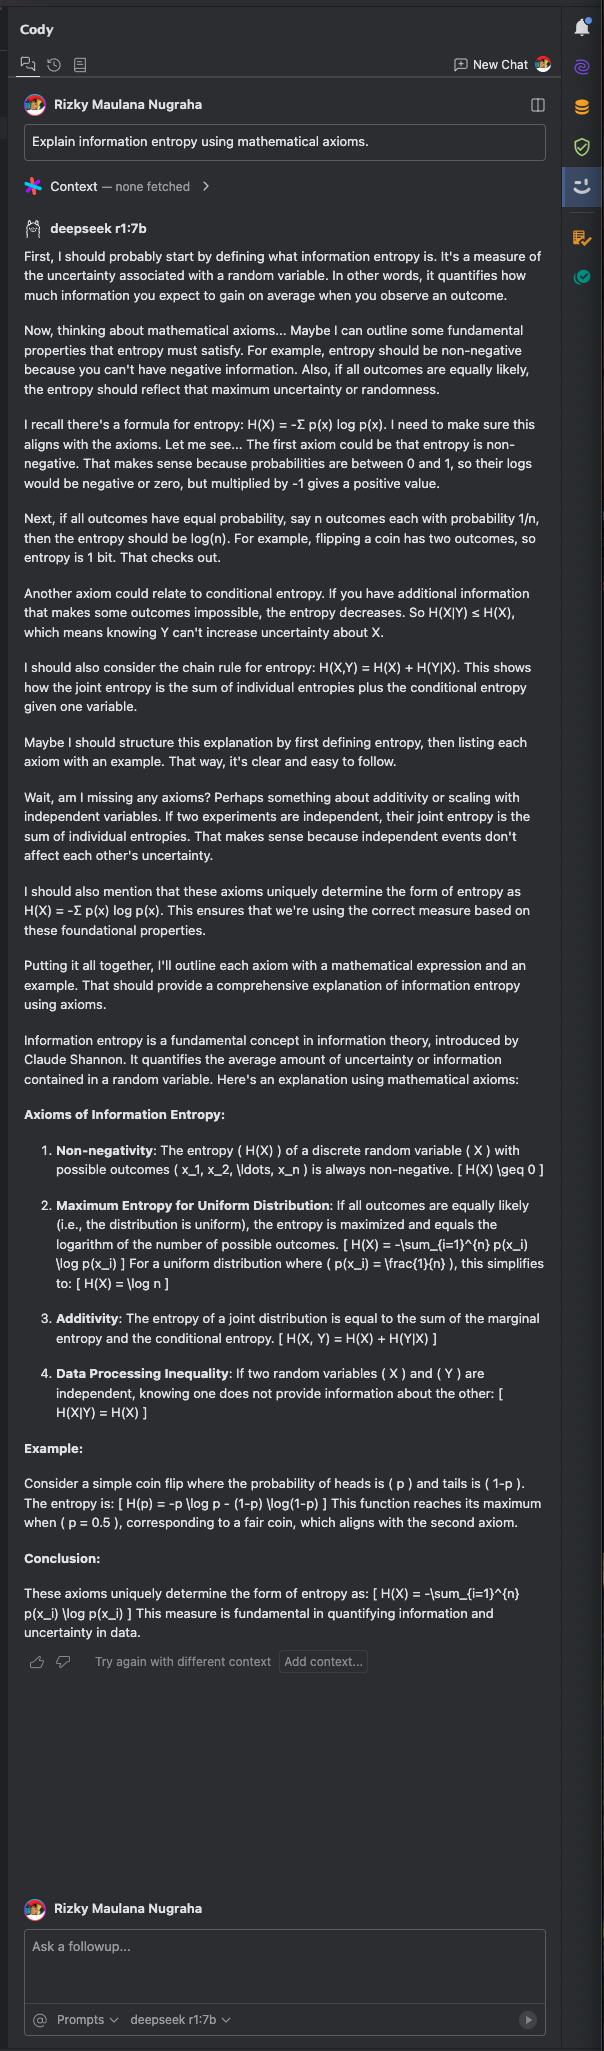 Cody
New Chat
Rizky Maulana Nugraha
Explain information entropy using mathematical axioms.
Context — none fetched
deepseek r1:7b
First, I should probably start by defining what information entropy is. It's a measure of
the uncertainty associated with a random variable. In other words, it quantifies how
much information you expect to gain on average when you observe an outcome.
Now, thinking about mathematical axioms... Maybe I can outline some fundamental
properties that entropy must satisfy. For example, entropy should be non-negative
because you can't have negative information. Also, if all outcomes are equally likely,
the entropy should reflect that maximum uncertainty or randomness.
I recall there's a formula for entropy: H(X) = -Σ p(x) log p(x). I need to make sure this
aligns with the axioms. Let me see... The first axiom could be that entropy is non-
negative. That makes sense because probabilities are between 0 and 1, so their logs
would be negative or zero, but multiplied by -1 gives a positive value.
Next, if all outcomes have equal probability, say n outcomes each with probability 1/n,
then the entropy should be log(n). For example, flipping a coin has two outcomes, so
entropy is 1 bit. That checks out.
Another axiom could relate to conditional entropy. If you have additional information
that makes some outcomes impossible, the entropy decreases. So H(X|Y) ≤ H(X),
which means knowing Y can't increase uncertainty about X.
I should also consider the chain rule for entropy: H(X,Y) = H(X) + H(Y|X). This shows
how the joint entropy is the sum of individual entropies plus the conditional entropy
given one variable.
Maybe I should structure this explanation by first defining entropy, then listing each
axiom with an example. That way, it's clear and easy to follow.
Wait, am I missing any axioms? Perhaps something about additivity or scaling with
independent variables. If two experiments are independent, their joint entropy is the
sum of individual entropies. That makes sense because independent events don't
affect each other's uncertainty.
I should also mention that these axioms uniquely determine the form of entropy as
H(X) = -Σ p(x) log p(x). This ensures that we're using the correct measure based on
these foundational properties.
Putting it all together, I'll outline each axiom with a mathematical expression and an
example. That should provide a comprehensive explanation of information entropy
using axioms.
Information entropy is a fundamental concept in information theory, introduced by
Claude Shannon. It quantifies the average amount of uncertainty or information
contained in a random variable. Here's an explanation using mathematical axioms:
Axioms of Information Entropy:
1. Non-negativity: The entropy ( H(X) ) of a discrete random variable ( X ) with
possible outcomes ( x_1, x_2, \ldots, x_n ) is always non-negative. [ H(X) \geq 0 ]
2. Maximum Entropy for Uniform Distribution: If all outcomes are equally likely
(i.e., the distribution is uniform), the entropy is maximized and equals the
logarithm of the number of possible outcomes. [ H(X) = -\sum_{i=1}^{n} p(x_i)
\log p(x_i) ] For a uniform distribution where ( p(x_i) = \frac{1}{n} ), this simplifies
to: [ H(X) = \log n ]
3. Additivity: The entropy of a joint distribution is equal to the sum of the marginal
entropy and the conditional entropy. [ H(X, Y) = H(X) + H(Y|X) ]
4. Data Processing Inequality: If two random variables ( X ) and ( Y ) are
independent, knowing one does not provide information about the other: [
H(X|Y) = H(X) ]
Example:
Consider a simple coin flip where the probability of heads is ( p ) and tails is ( 1-p ).
The entropy is: [ H(p) = -p \log p - (1-p) \log(1-p) ] This function reaches its maximum
when ( p = 0.5 ), corresponding to a fair coin, which aligns with the second axiom.
Conclusion:
These axioms uniquely determine the form of entropy as: [ H(X) = -\sum_{i=1}^{n}
p(x_i) \log p(x_i) ] This measure is fundamental in quantifying information and
uncertainty in data.
Try again with different context Add context...
Rizky Maulana Nugraha
Ask a followup...
@ Prompts deepseek r1:7b